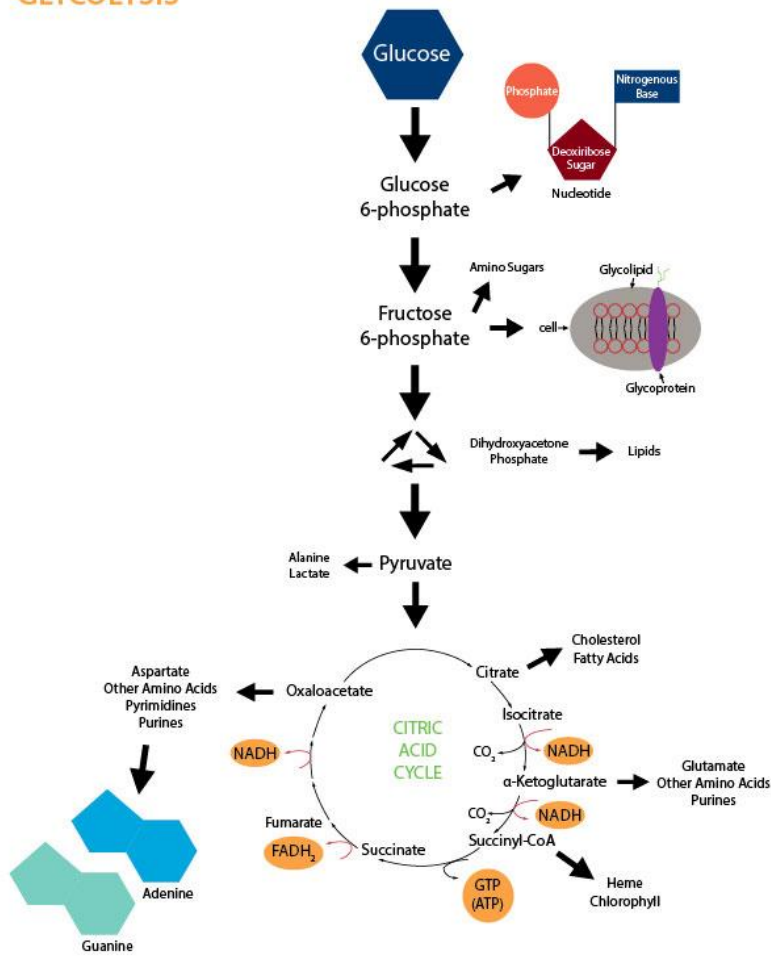 GLYCOLYSIS
Glucose
Phosphate
Nitrogenous
Base
Deoxiribose
Sugar
Nucleotide
Glucose
6-phosphate
Amino Sugars
Glycolipid
Fructose
6-phosphate
cell
Glycoprotein
Dihydroxyacetone
Phosphate
Lipids
Alanine
Lactate
Pyruvate
Cholesterol
Fatty Acids
Citrate
Aspartate
Other Amino Acids
Pyrimidines
Purines
Oxaloacetate
Isocitrate
CITRIC
ACID
CYCLE
NADH
CO2
NADH
α-Ketoglutarate
Glutamate
Other Amino Acids
Purines
CO2
NADH
Fumarate
FADH2
Succinate
Succinyl-CoA
GTP
(ATP)
Heme
Chlorophyll
Adenine
Guanine